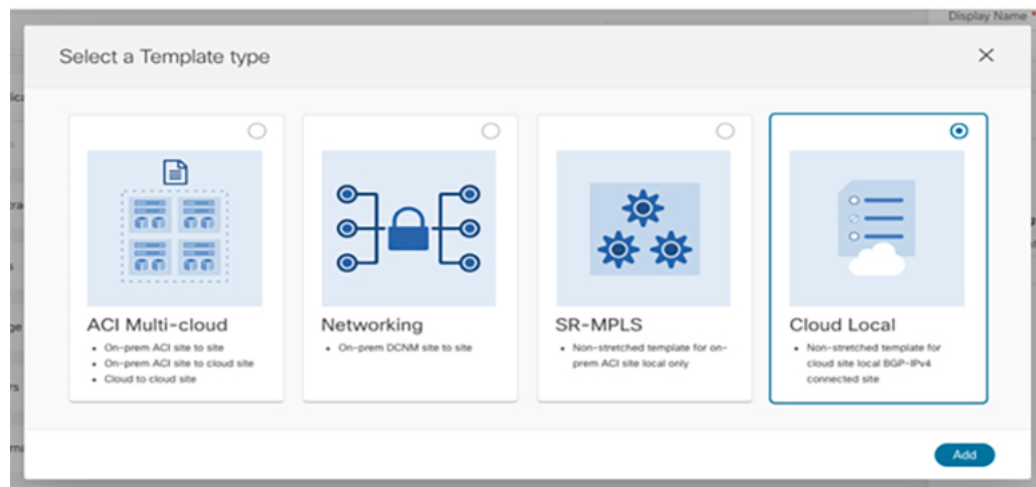 Display Name *
Select a Template type
ACI Multi-cloud
• On-prem ACI site to site
• On-prem ACI site to cloud site
• Cloud to cloud site
Networking
• On-prem DCNM site to site
SR-MPLS
• Non-stretched template for on-
prem ACI site local only
Cloud Local
• Non-stretched template for
cloud site local BGP-IPv4
connected site
Add